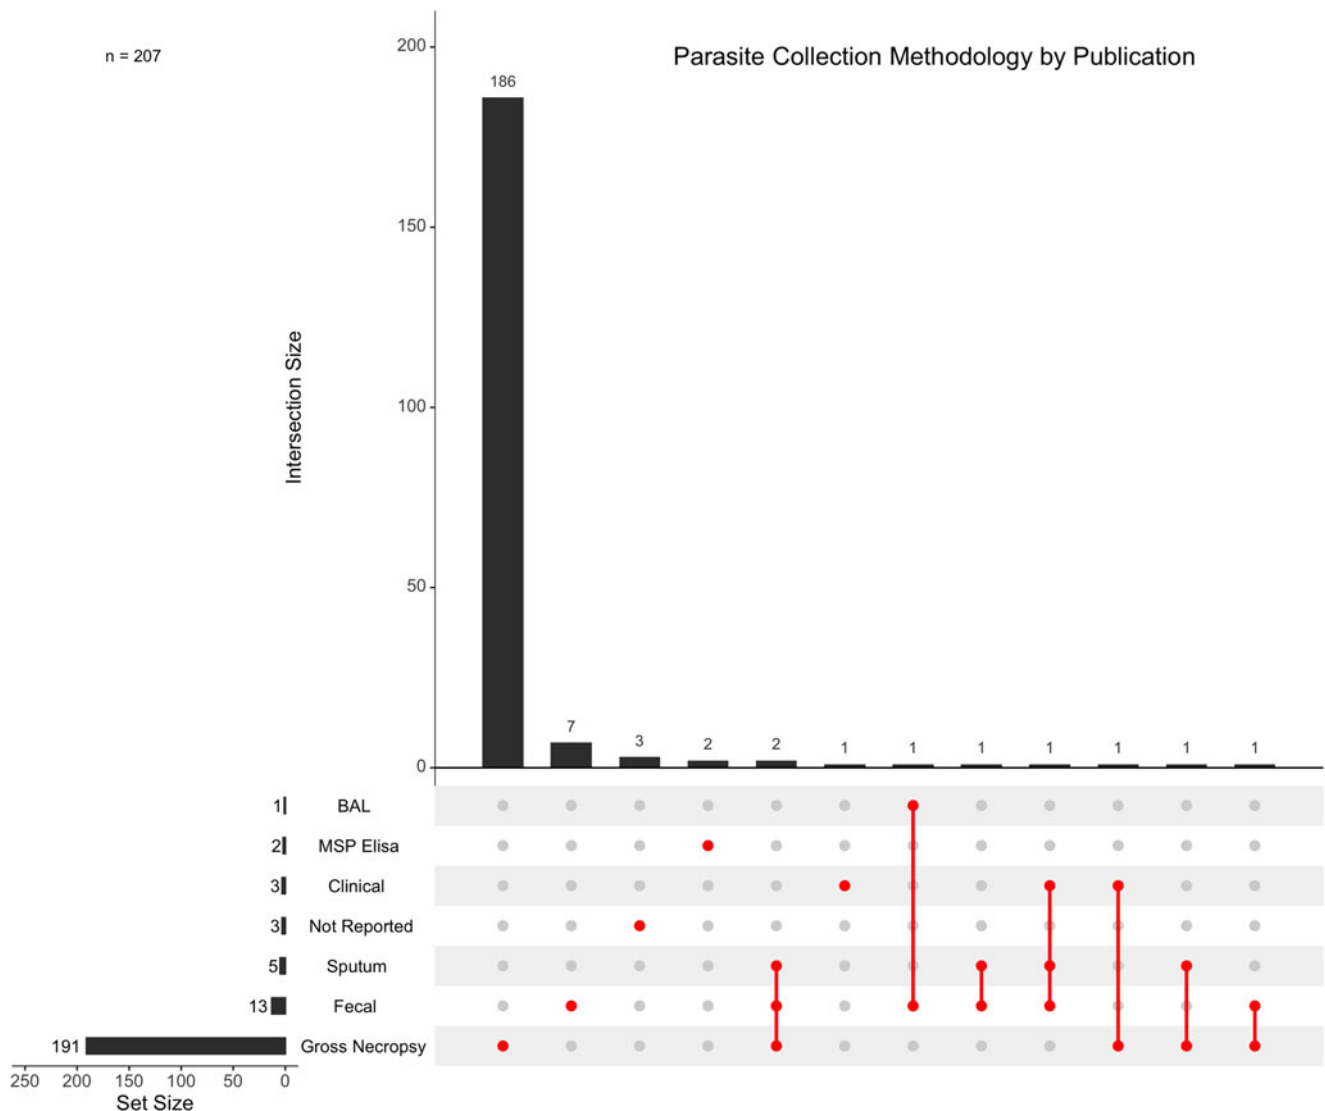 n = 207
Parasite Collection Methodology by Publication
Intersection Size
200
150
100
50
0
186
7
3
2
2
1
1
1
1
1
1
1
1 BAL
2 MSP Elisa
3 Clinical
3 Not Reported
5 Sputum
13 Fecal
191 Gross Necropsy
250 200 150 100 50 0
Set Size